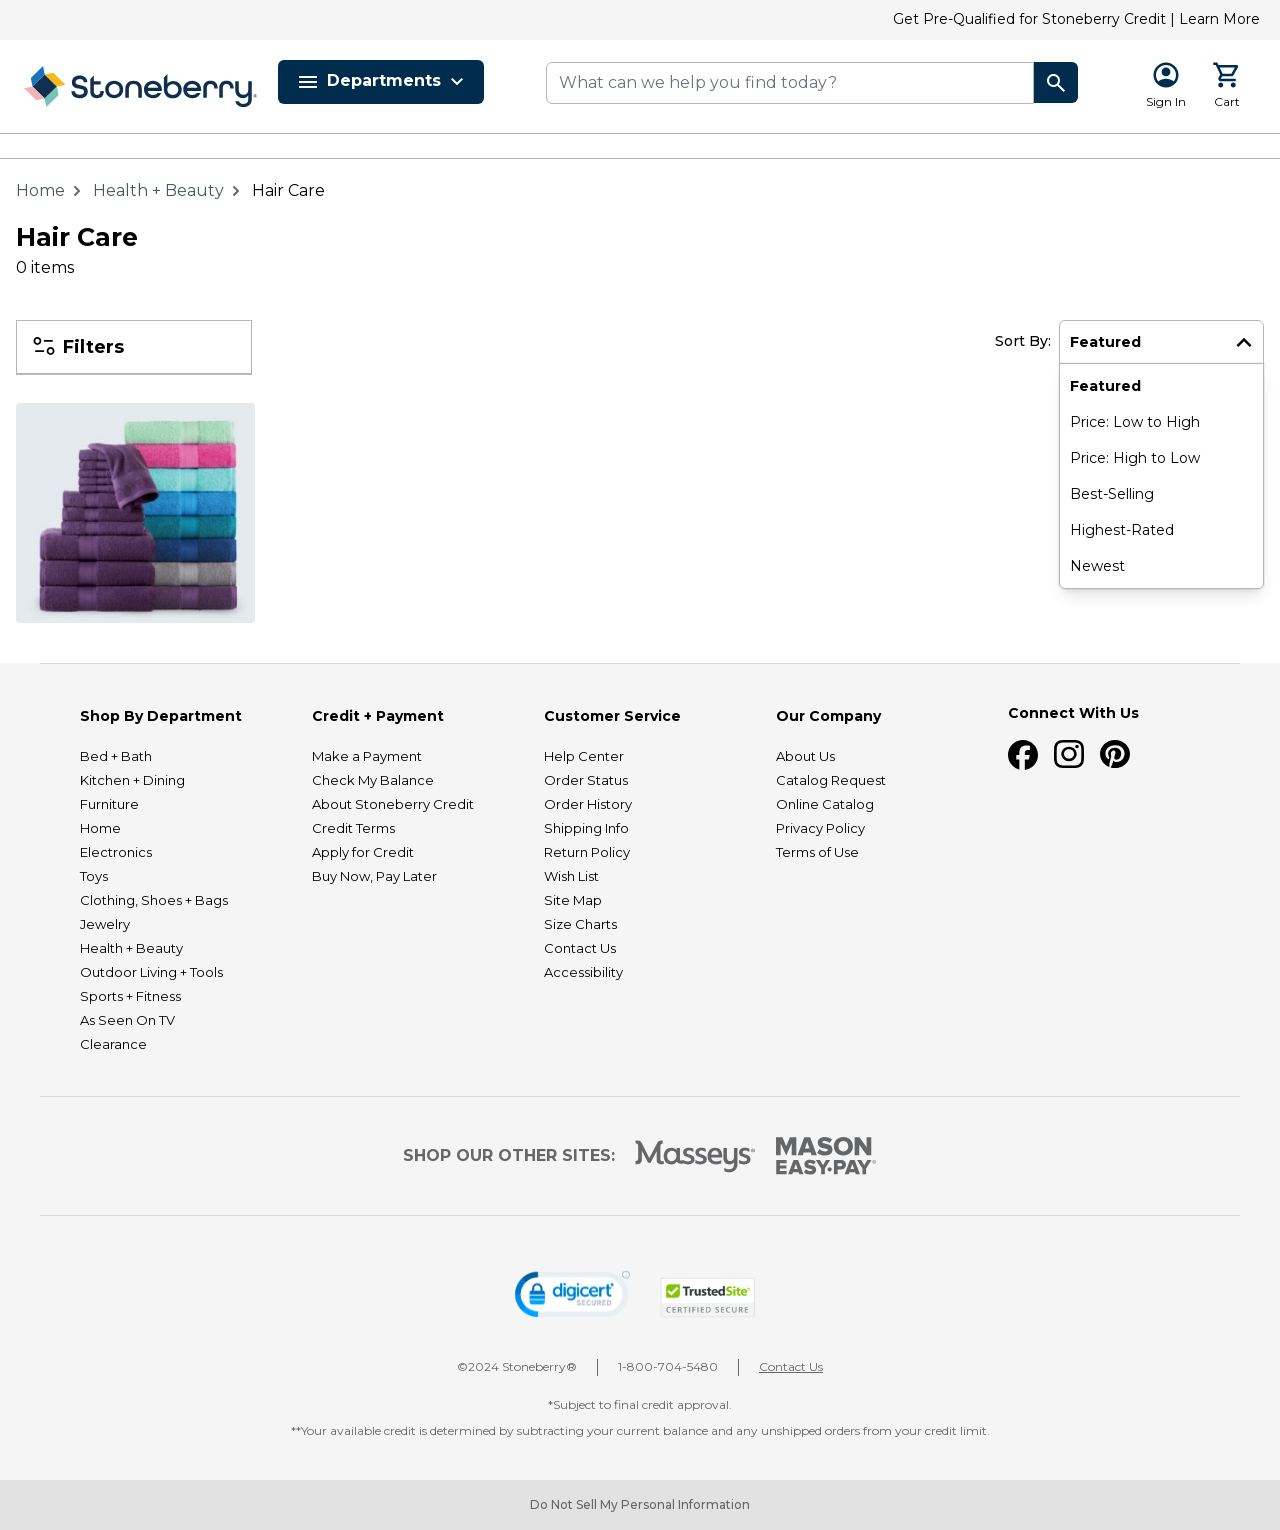 Get Pre-Qualified for Stoneberry Credit | Learn More
Stoneberry®
Departments
What can we help you find today?
Sign In
Cart
Home
Health + Beauty
Hair Care
Hair Care
0 items
Filters
Sort By:
Featured
Featured
Price: Low to High
Price: High to Low
Best-Selling
Highest-Rated
Newest
Shop By Department
Bed + Bath
Kitchen + Dining
Furniture
Home
Electronics
Toys
Clothing, Shoes + Bags
Jewelry
Health + Beauty
Outdoor Living + Tools
Sports + Fitness
As Seen On TV
Clearance
Credit + Payment
Make a Payment
Check My Balance
About Stoneberry Credit
Credit Terms
Apply for Credit
Buy Now, Pay Later
Customer Service
Help Center
Order Status
Order History
Shipping Info
Return Policy
Wish List
Site Map
Size Charts
Contact Us
Accessibility
Our Company
About Us
Catalog Request
Online Catalog
Privacy Policy
Terms of Use
Connect With Us
SHOP OUR OTHER SITES:
Masseys®
MASON
EASY•PAY®
digicert
SECURED
TrustedSite®
CERTIFIED SECURE
©2024 Stoneberry®
1-800-704-5480
Contact Us
*Subject to final credit approval.
**Your available credit is determined by subtracting your current balance and any unshipped orders from your credit limit.
Do Not Sell My Personal Information